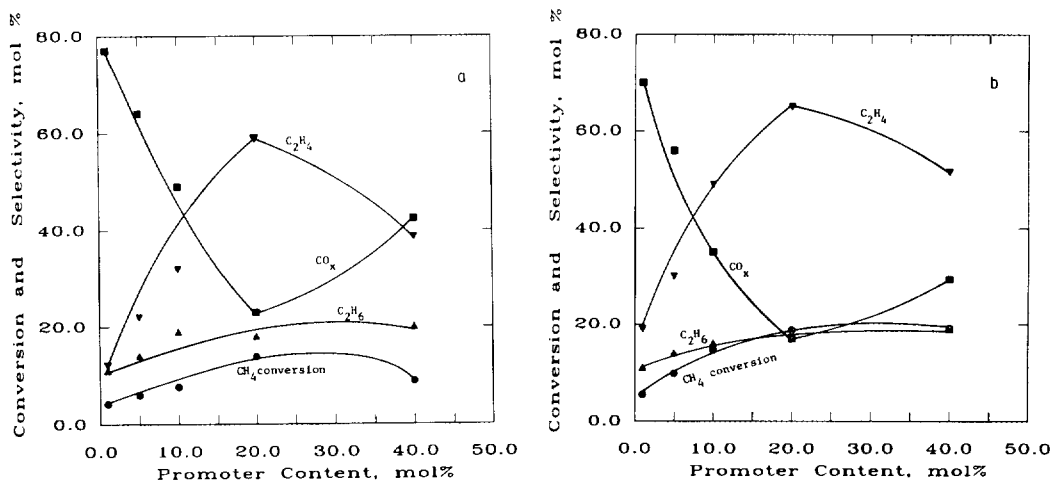 Conversion and Selectivity, mol %
80.0
60.0
40.0
20.0
0.0
a
C2H4
COx
C2H6
CH4 conversion
0.0 10.0 20.0 30.0 40.0 50.0
Promoter Content, mol%
Conversion and Selectivity, mol %
80.0
60.0
40.0
20.0
0.0
b
C2H4
COx
C2H6
CH4 conversion
0.0 10.0 20.0 30.0 40.0 50.0
Promoter Content, mol%